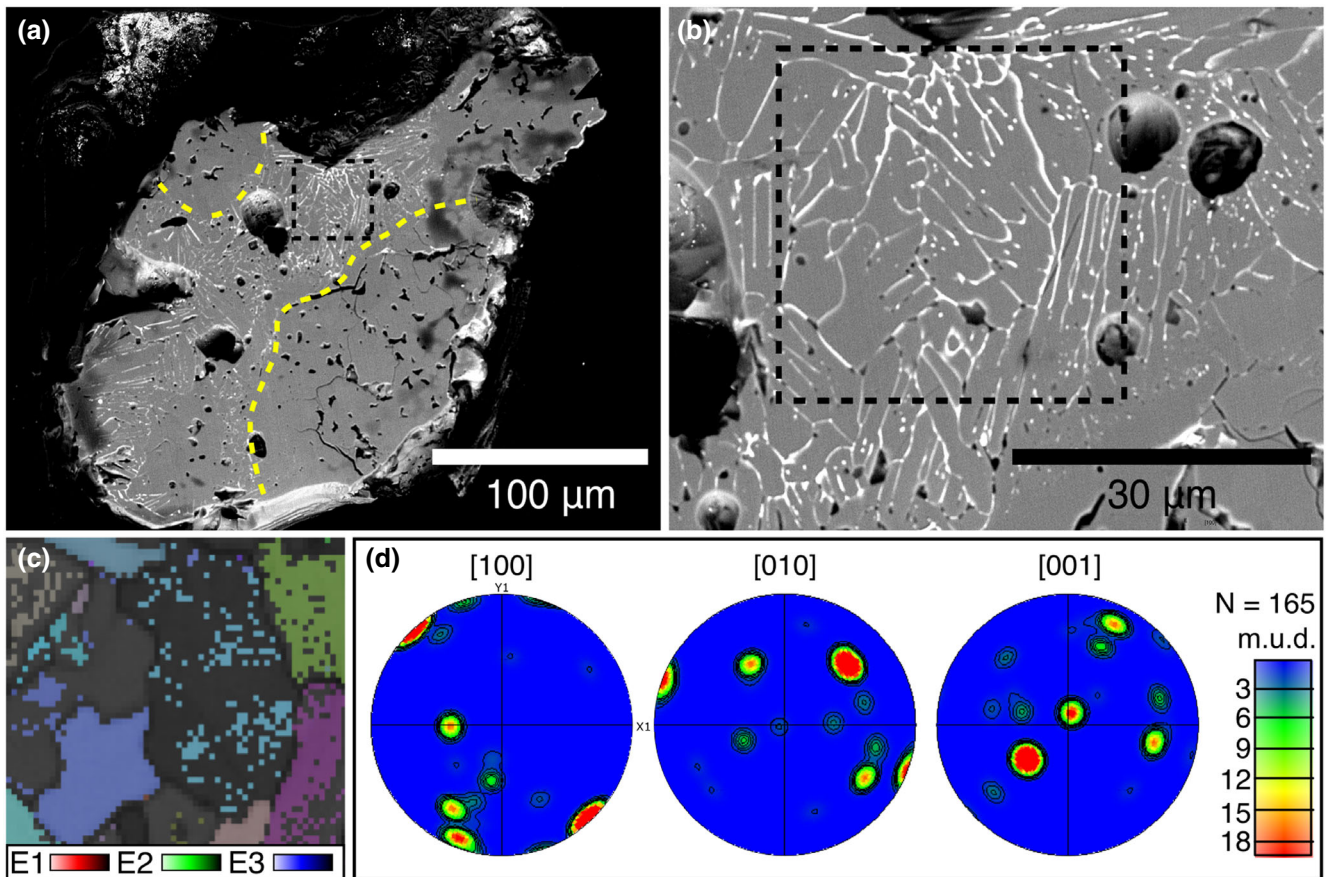 (a)
100 µm
(b)
30 µm
[100]
(c)
E1 E2 E3
(d)
[100] [010] [001]
Y1
X1
N = 165
m.u.d.
3
6
9
12
15
18